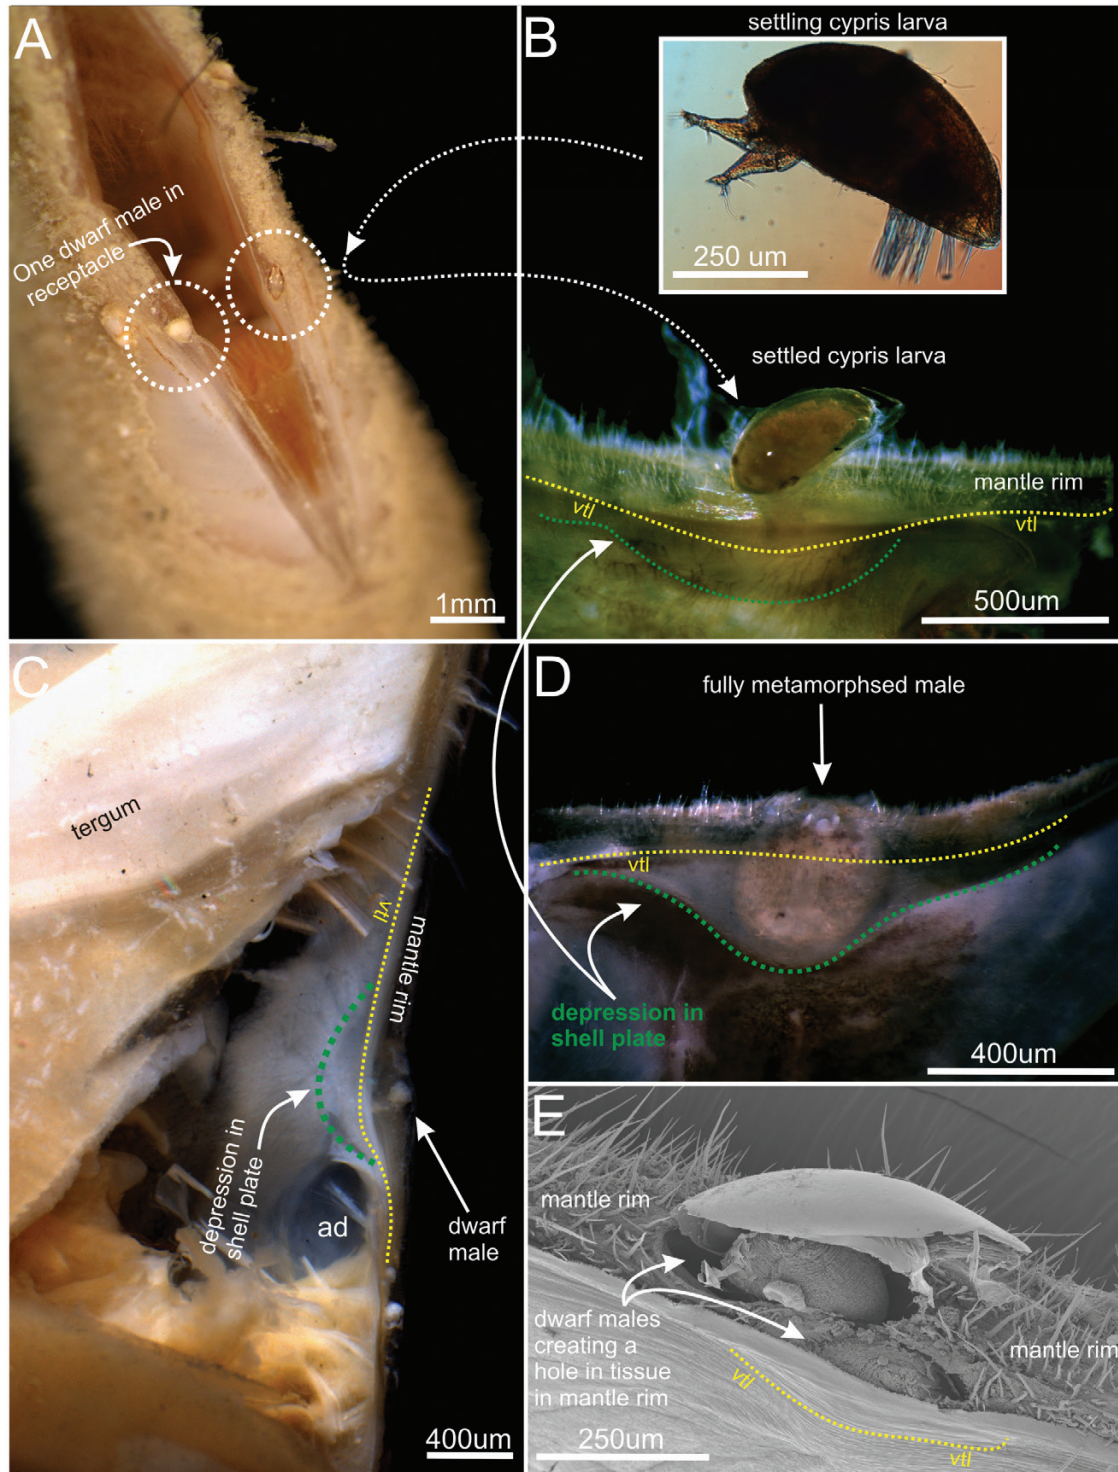 A
One dwarf male in
receptacle
1mm
B
settling cypris larva
250 um
settled cypris larva
mantle rim
vtl
vtl
500um
C
tergum
vtl
mantle rim
depression in
shell plate
ad
dwarf
male
400um
D
fully metamorphsed male
vtl
depression in
shell plate
400um
E
mantle rim
dwarf males
creating a
hole in tissue
in mantle rim
mantle rim
vtl
vtl
250um